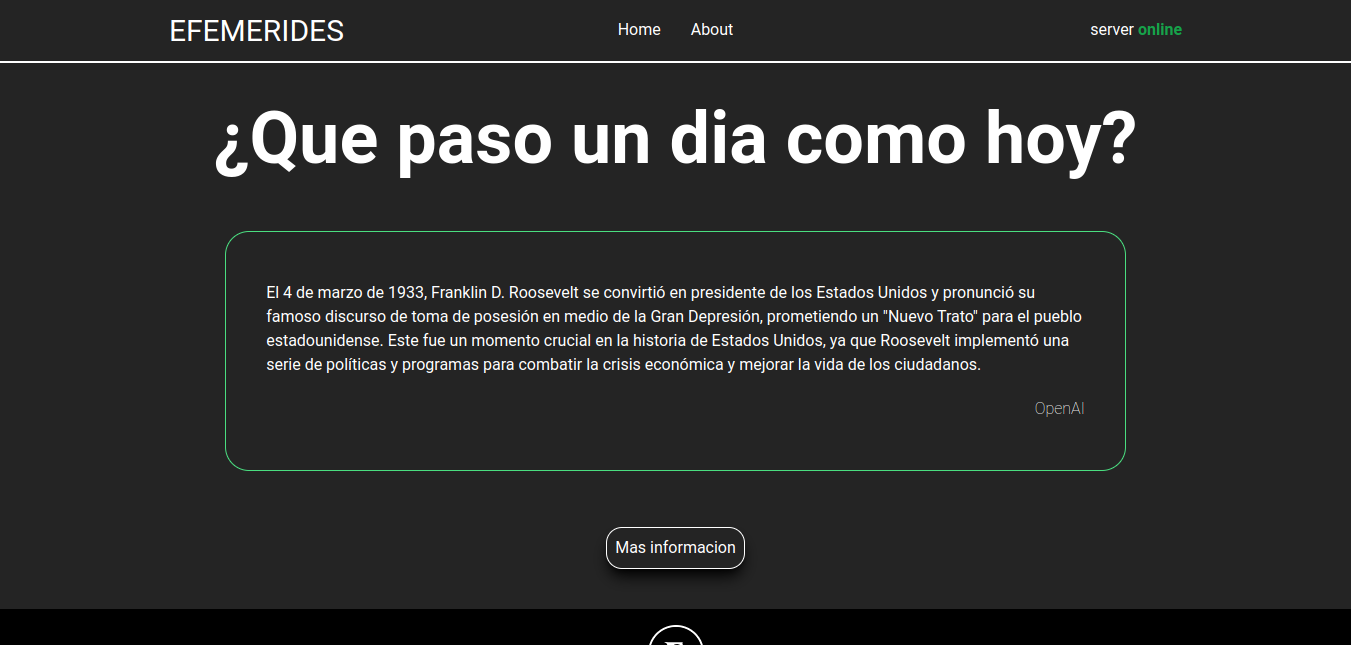 EFEMERIDES
Home About
server online
¿Que paso un dia como hoy?
El 4 de marzo de 1933, Franklin D. Roosevelt se convirtió en presidente de los Estados Unidos y pronunció su
famoso discurso de toma de posesión en medio de la Gran Depresión, prometiendo un "Nuevo Trato" para el pueblo
estadounidense. Este fue un momento crucial en la historia de Estados Unidos, ya que Roosevelt implementó una
serie de políticas y programas para combatir la crisis económica y mejorar la vida de los ciudadanos.
OpenAI
Mas informacion